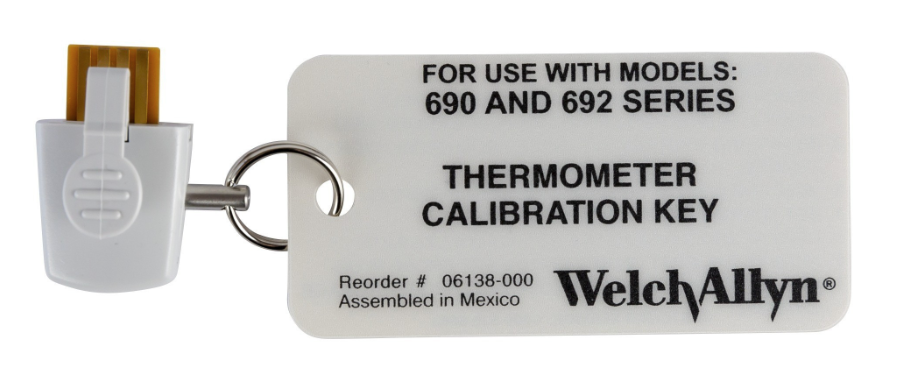 FOR USE WITH MODELS:
690 AND 692 SERIES
THERMOMETER
CALIBRATION KEY
Reorder # 06138-000
Assembled in Mexico
WelchAllyn®